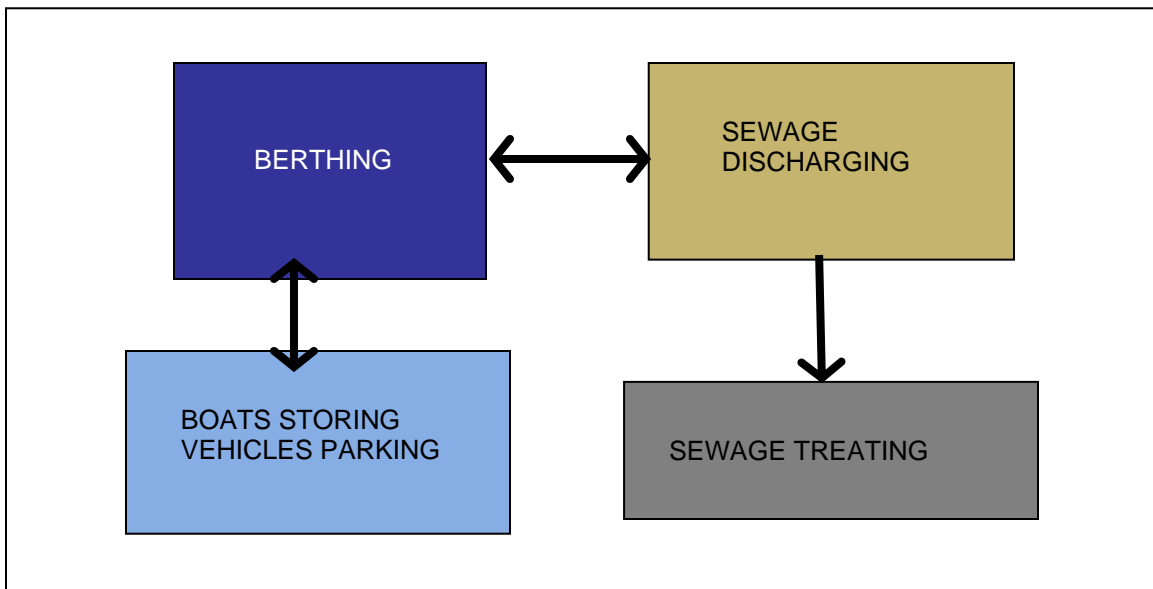 BERTHING
SEWAGE
DISCHARGING
BOATS STORING
VEHICLES PARKING
SEWAGE TREATING